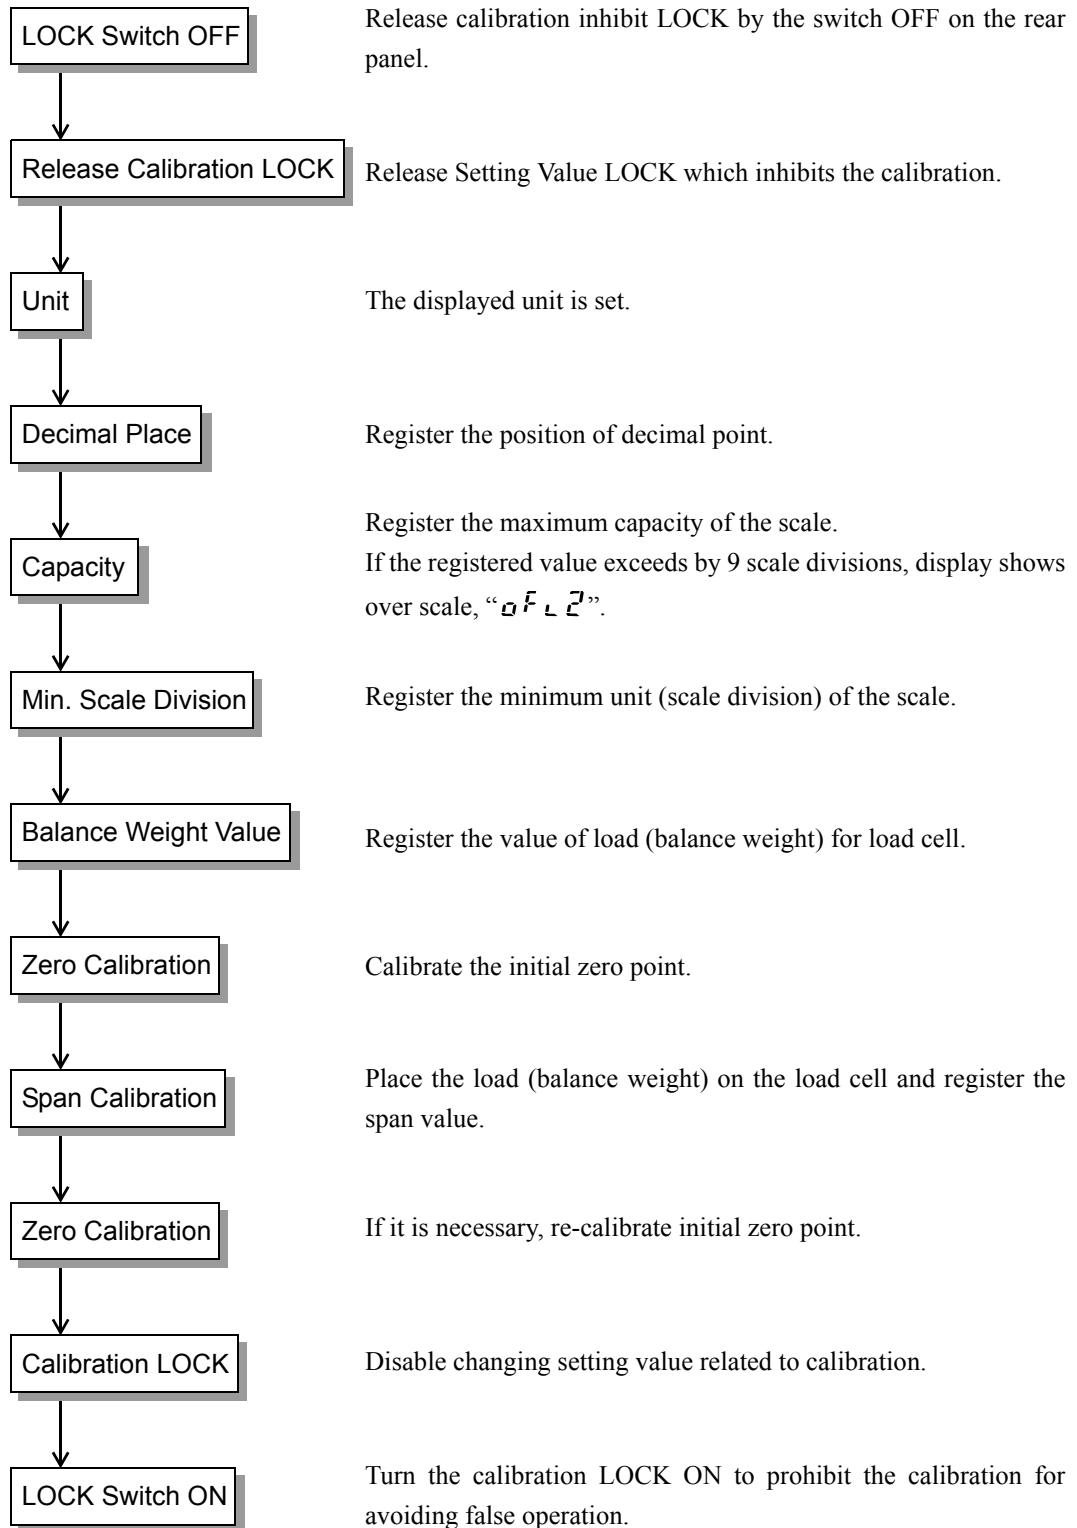 LOCK Switch OFF
Release calibration inhibit LOCK by the switch OFF on the rear
panel.
Release Calibration LOCK
Release Setting Value LOCK which inhibits the calibration.
Unit
The displayed unit is set.
Decimal Place
Register the position of decimal point.
Capacity
Register the maximum capacity of the scale.
If the registered value exceeds by 9 scale divisions, display shows
over scale, “oFL2”.
Min. Scale Division
Register the minimum unit (scale division) of the scale.
Balance Weight Value
Register the value of load (balance weight) for load cell.
Zero Calibration
Calibrate the initial zero point.
Span Calibration
Place the load (balance weight) on the load cell and register the
span value.
Zero Calibration
If it is necessary, re-calibrate initial zero point.
Calibration LOCK
Disable changing setting value related to calibration.
LOCK Switch ON
Turn the calibration LOCK ON to prohibit the calibration for
avoiding false operation.